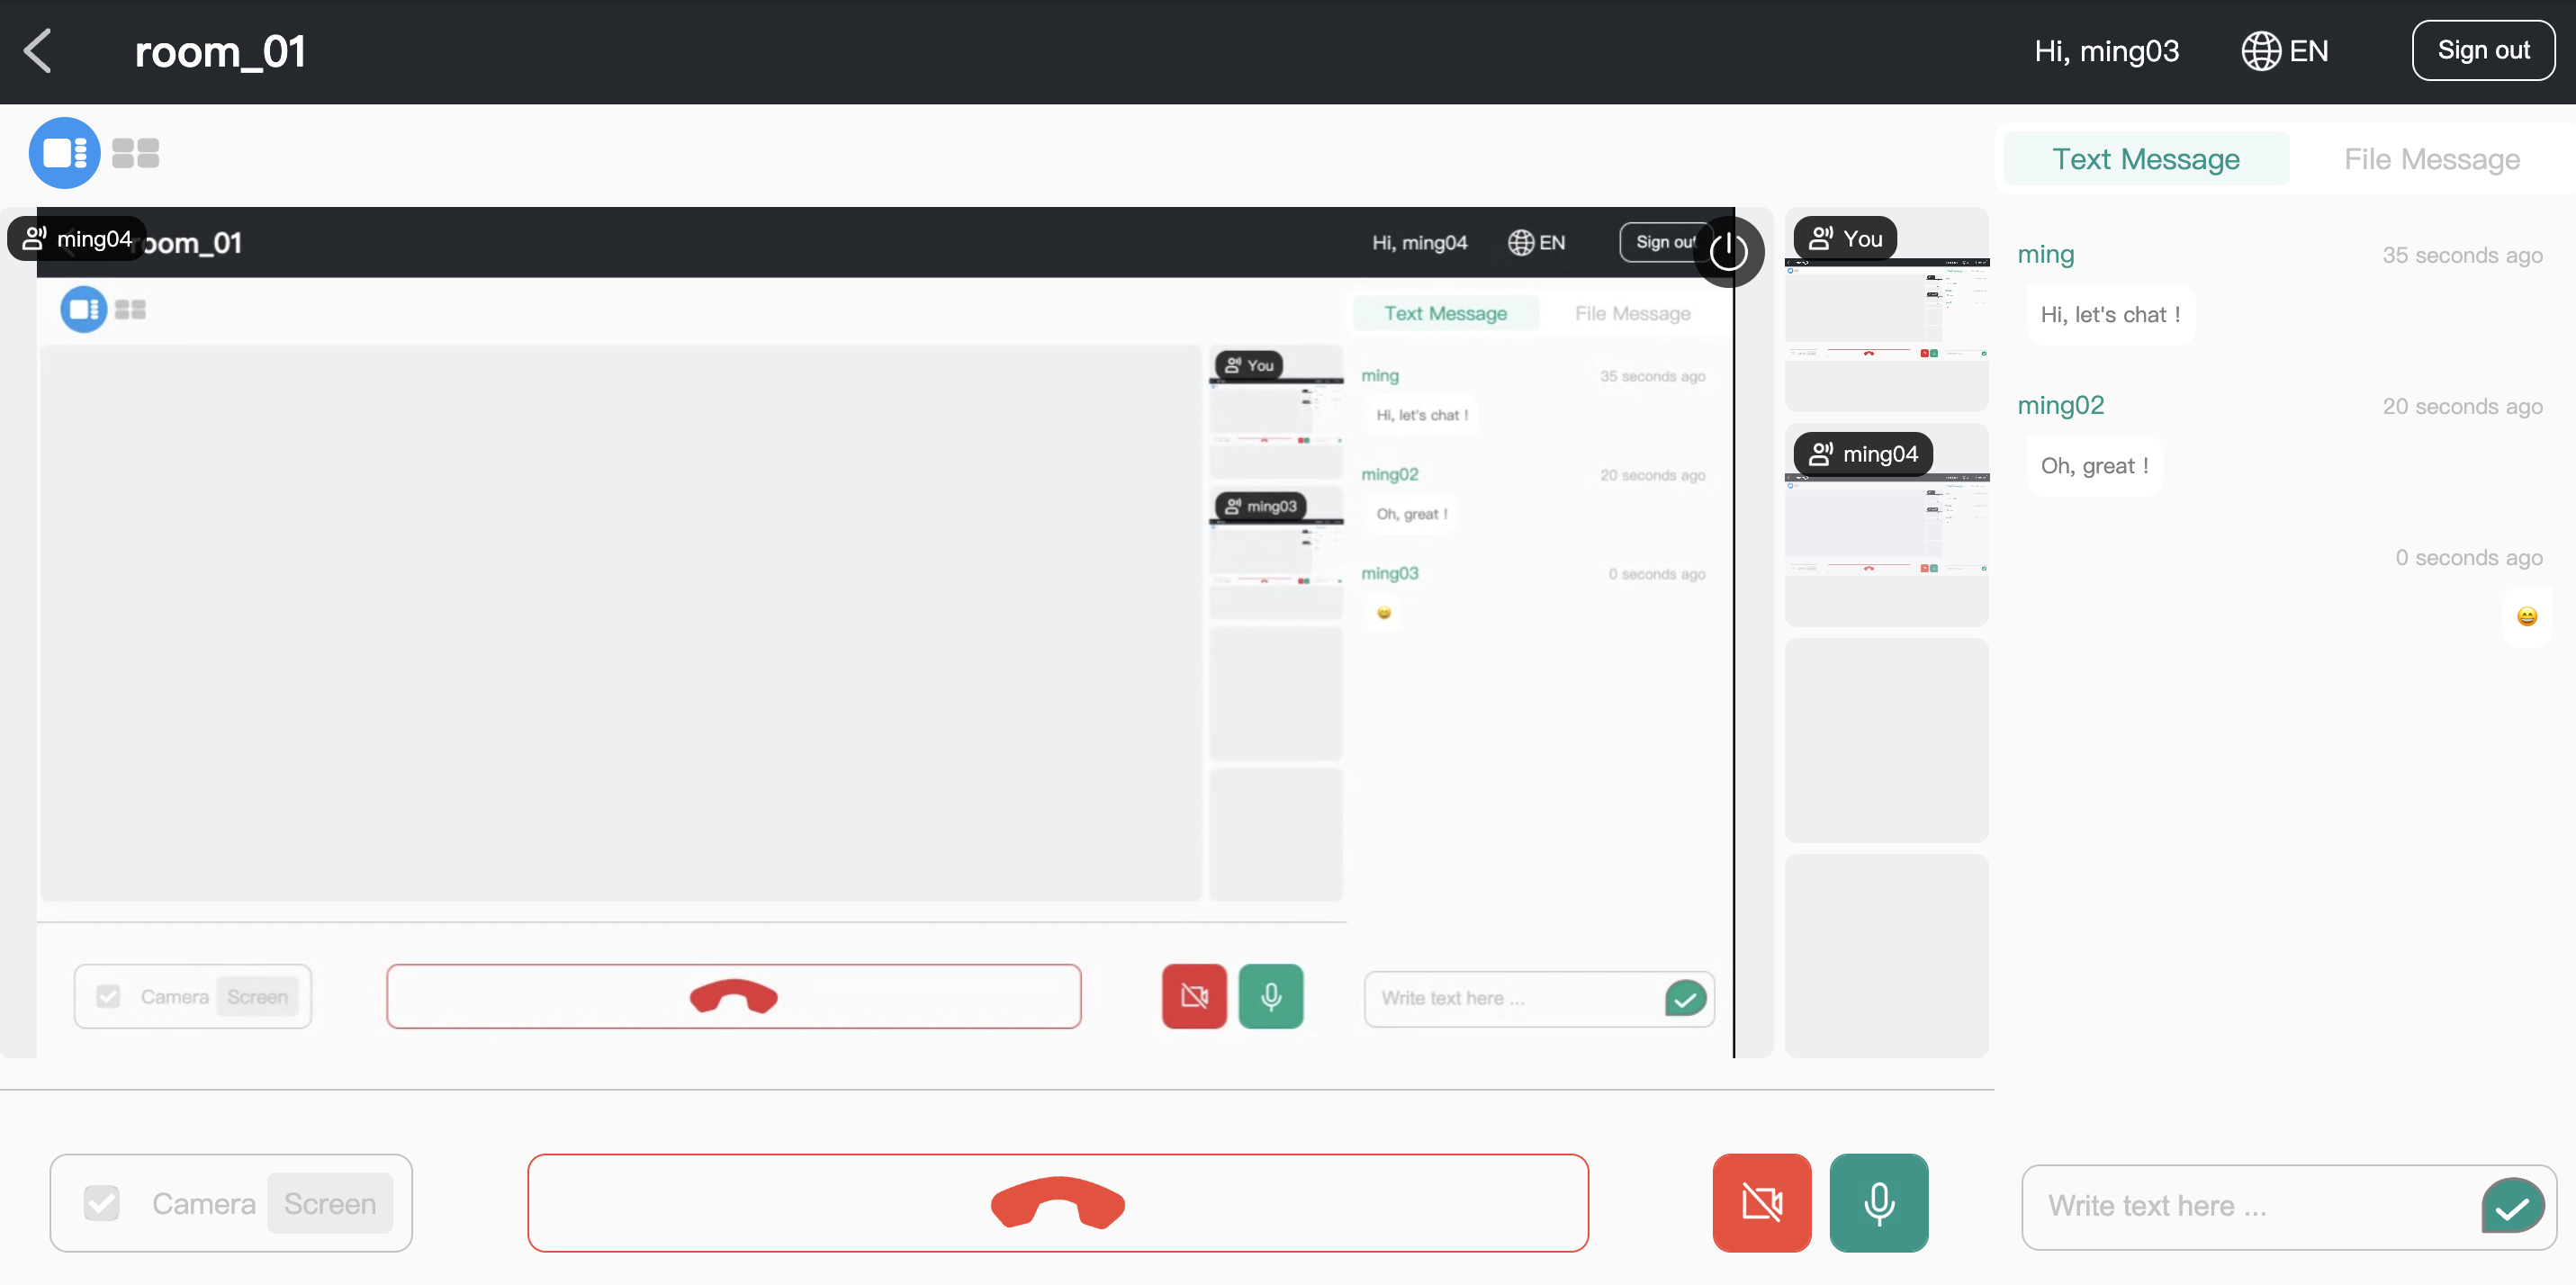 room_01
Hi, ming03
EN
Sign out
Text Message
File Message
ming04
room_01
Hi, ming04
EN
Sign out
Text Message
File Message
You
ming
35 seconds ago
Hi, let's chat !
ming02
20 seconds ago
Oh, great !
ming03
0 seconds ago
😄
ming03
Camera
Screen
Write text here ...
You
ming04
ming
35 seconds ago
Hi, let's chat !
ming02
20 seconds ago
Oh, great !
0 seconds ago
😄
Camera
Screen
Write text here ...